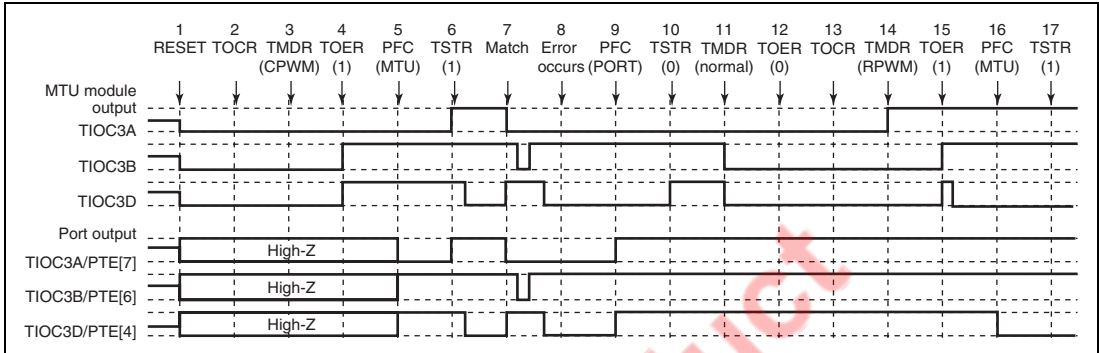 1 2 3 4 5 6 7 8 9 10 11 12 13 14 15 16 17
RESET TOCR TMDR TOER PFC TSTR Match Error PFC TSTR TMDR TOER TOCR TMDR TOER PFC TSTR
(CPWM) (1) (MTU) (1) occurs (PORT) (0) (normal) (0) (RPWM) (1) (MTU) (1)
MTU module
output
TIOC3A
TIOC3B
TIOC3D
Port output
TIOC3A/PTE[7] High-Z
TIOC3B/PTE[6] High-Z
TIOC3D/PTE[4] High-Z